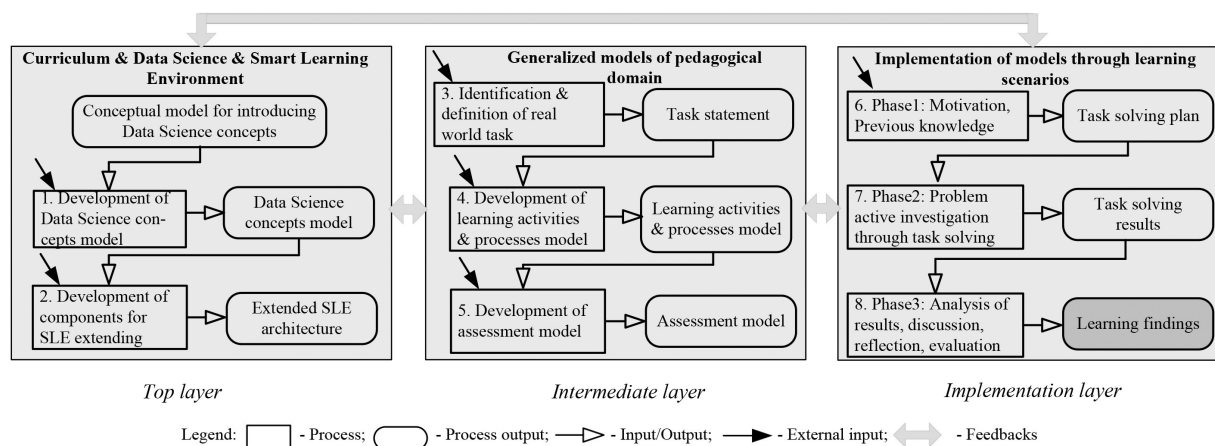 Curriculum & Data Science & Smart Learning
Environment
Conceptual model for introducing
Data Science concepts
1. Development of
Data Science con-
cepts model
Data Science
concepts model
2. Development of
components for
SLE extending
Extended SLE
architecture
Generalized models of pedagogical
domain
3. Identification &
definition of real
world task
Task statement
4. Development of
learning activities
& processes model
Learning activities
& processes model
5. Development of
assessment model
Assessment model
Implementation of models through learning
scenarios
6. Phase1: Motivation,
Previous knowledge
Task solving plan
7. Phase2: Problem
active investigation
through task solving
Task solving
results
8. Phase3: Analysis of
results, discussion,
reflection, evaluation
Learning findings
Top layer
Intermediate layer
Implementation layer
Legend: - Process; - Process output; - Input/Output; - External input; - Feedbacks